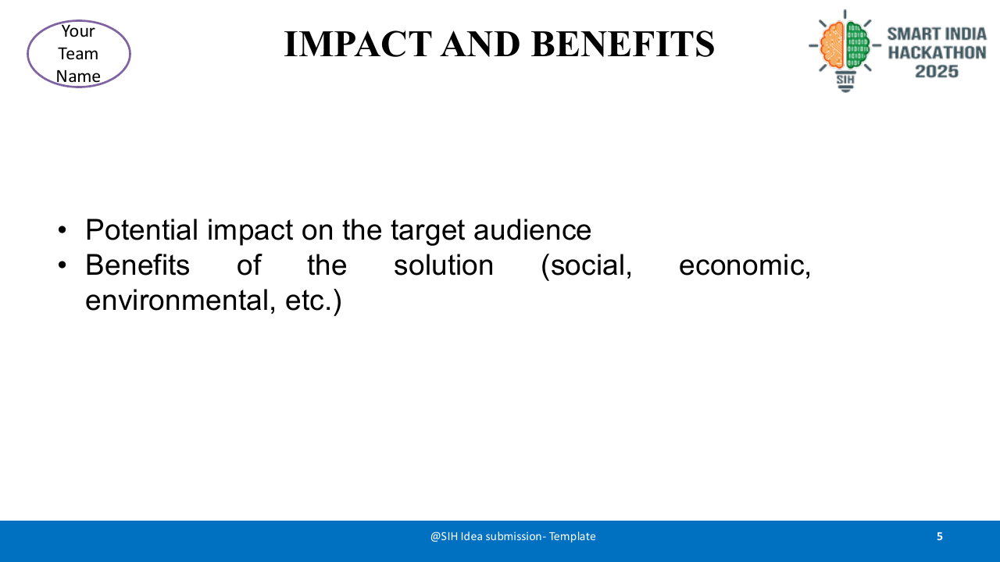 Your
Team
Name
IMPACT AND BENEFITS
SMART INDIA
HACKATHON
2025
SIH
• Potential impact on the target audience
• Benefits of the solution (social, economic,
environmental, etc.)
@SIH Idea submission- Template
5